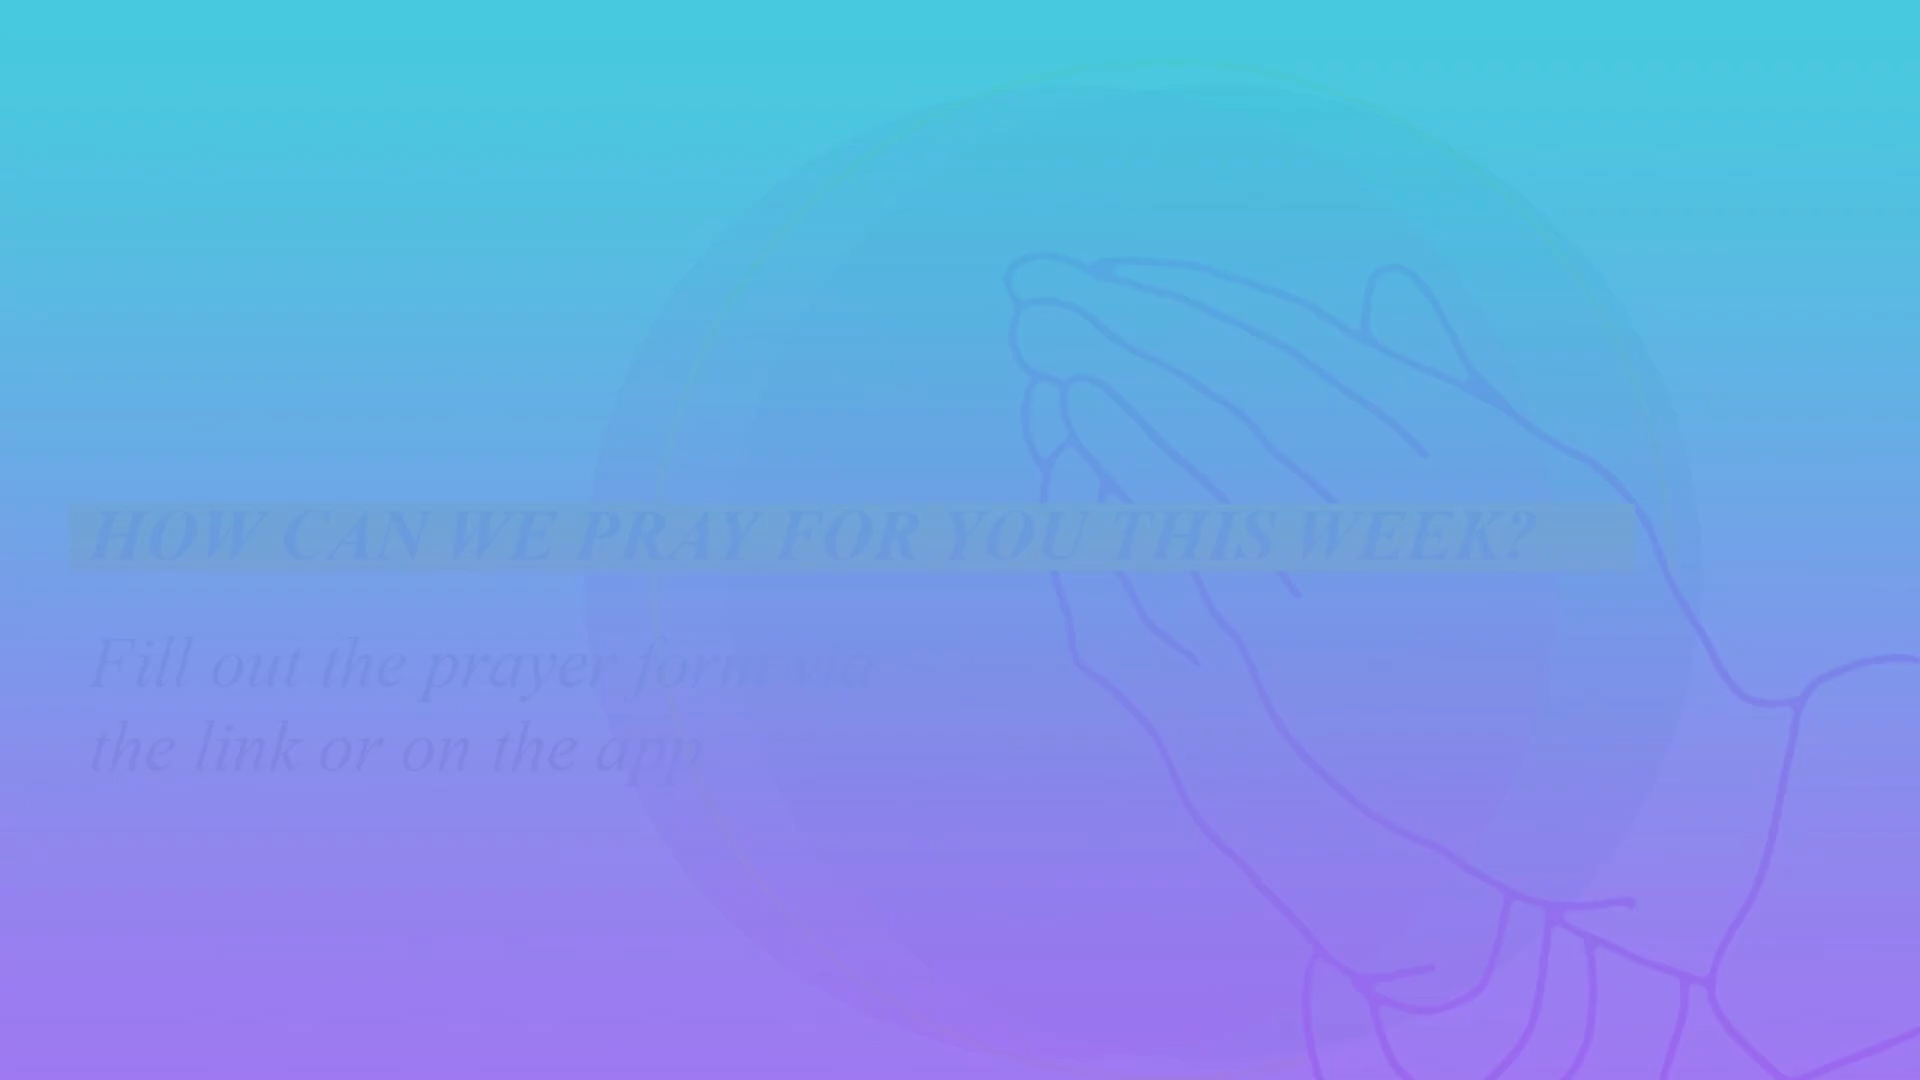 HOW CAN WE PRAY FOR YOU THIS WEEK?
Fill out the prayer form via
the link or on the app